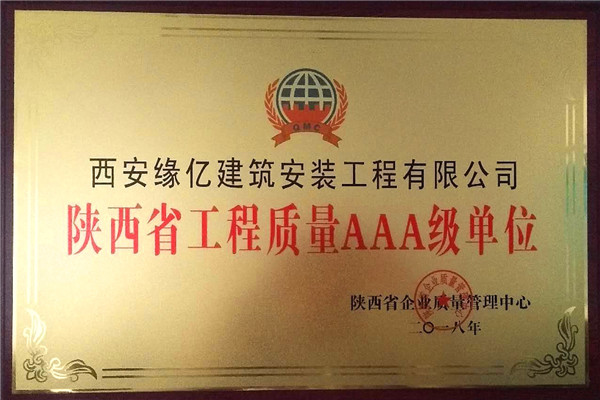 QMC
西安缘亿建筑安装工程有限公司
陕西省工程质量AAA级单位
陕西省企业质量管理中心
二〇一八年